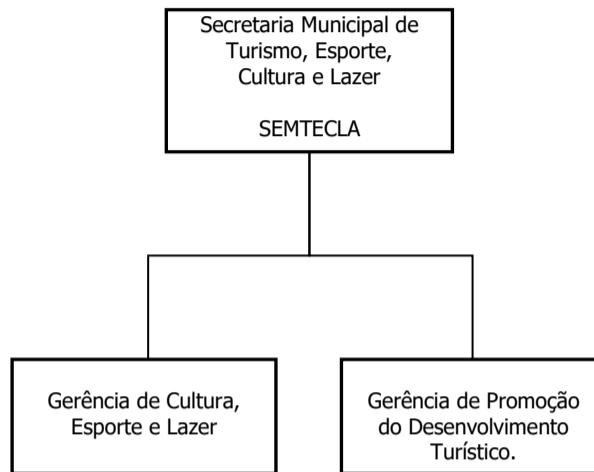 Secretaria Municipal de
Turismo, Esporte,
Cultura e Lazer
SEMTECLA
Gerência de Cultura,
Esporte e Lazer
Gerência de Promoção
do Desenvolvimento
Turístico.